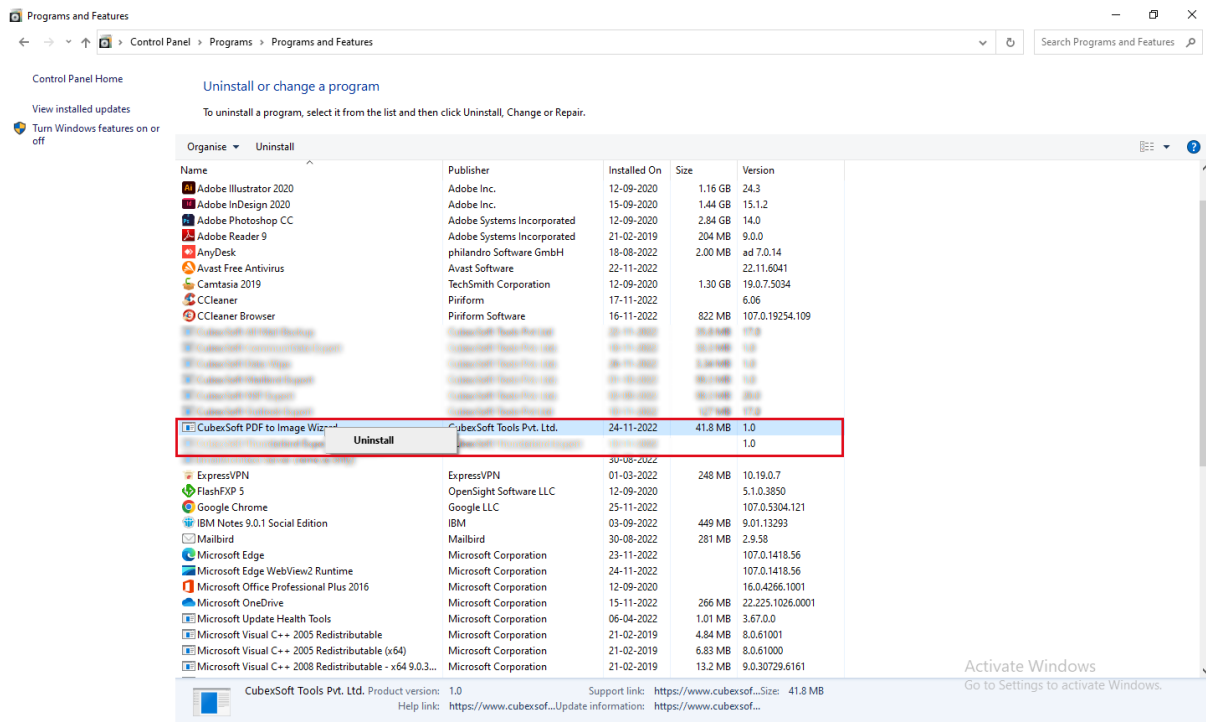 Programs and Features
Control Panel > Programs > Programs and Features
Search Programs and Features
Control Panel Home
View installed updates
Turn Windows features on or off
Uninstall or change a program
To uninstall a program, select it from the list and then click Uninstall, Change or Repair.
Organise Uninstall
Name Publisher Installed On Size Version
Adobe Illustrator 2020 Adobe Inc. 12-09-2020 1.16 GB 24.3
Adobe InDesign 2020 Adobe Inc. 15-09-2020 1.44 GB 15.1.2
Adobe Photoshop CC Adobe Systems Incorporated 12-09-2020 2.84 GB 14.0
Adobe Reader 9 Adobe Systems Incorporated 21-02-2019 204 MB 9.0.0
AnyDesk philandro Software GmbH 18-08-2022 2.00 MB ad 7.0.14
Avast Free Antivirus Avast Software 22-11-2022 22.11.6041
Camtasia 2019 TechSmith Corporation 12-09-2020 1.30 GB 19.0.7.5034
CCleaner Piriform 17-11-2022 6.06
CCleaner Browser Piriform Software 16-11-2022 822 MB 107.0.19254.109
CubexSoft PDF to Image Wizard CubexSoft Tools Pvt. Ltd. 24-11-2022 41.8 MB 1.0
Uninstall
1.0
30-08-2022
ExpressVPN ExpressVPN 01-03-2022 248 MB 10.19.0.7
FlashFXP 5 OpenSight Software LLC 12-09-2020 5.1.0.3850
Google Chrome Google LLC 25-11-2022 107.0.5304.121
IBM Notes 9.0.1 Social Edition IBM 03-09-2022 449 MB 9.01.13293
Mailbird Mailbird 30-08-2022 281 MB 2.9.58
Microsoft Edge Microsoft Corporation 23-11-2022 107.0.1418.56
Microsoft Edge WebView2 Runtime Microsoft Corporation 24-11-2022 107.0.1418.56
Microsoft Office Professional Plus 2016 Microsoft Corporation 12-09-2020 16.0.4266.1001
Microsoft OneDrive Microsoft Corporation 15-11-2022 266 MB 22.225.1026.0001
Microsoft Update Health Tools Microsoft Corporation 06-04-2022 1.01 MB 3.67.0.0
Microsoft Visual C++ 2005 Redistributable Microsoft Corporation 21-02-2019 4.84 MB 8.0.61001
Microsoft Visual C++ 2005 Redistributable (x64) Microsoft Corporation 21-02-2019 6.83 MB 8.0.61000
Microsoft Visual C++ 2008 Redistributable - x64 9.0.3... Microsoft Corporation 21-02-2019 13.2 MB 9.0.30729.6161
Activate Windows
Go to Settings to activate Windows.
CubexSoft Tools Pvt. Ltd. Product version: 1.0 Support link: https://www.cubexsof... Size: 41.8 MB
Help link: https://www.cubexsof... Update information: https://www.cubexsof...